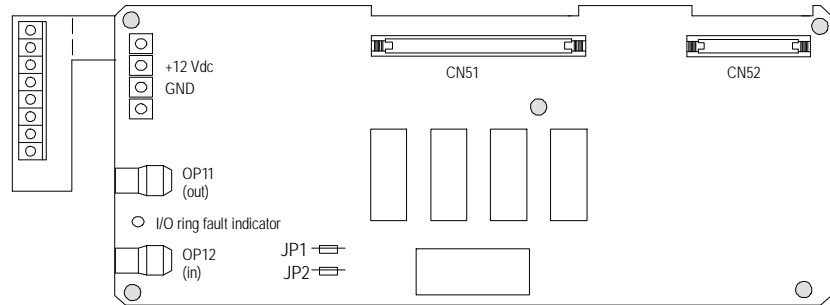 +12 Vdc
GND
CN51
CN52
OP11
(out)
I/O ring fault indicator
OP12
(in)
JP1
JP2